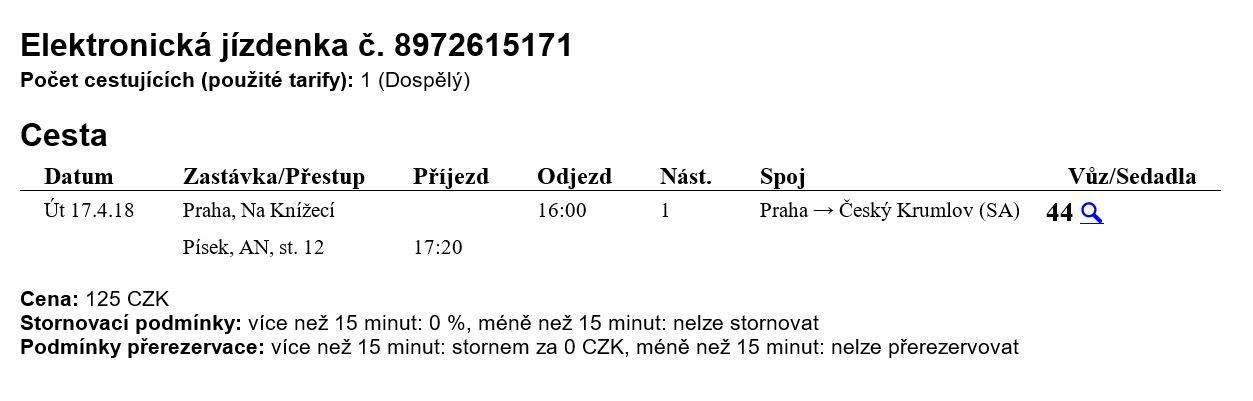 Elektronická jízdenka č. 8972615171
Počet cestujících (použité tarify): 1 (Dospělý)
Cesta
Datum Zastávka/Přestup Příjezd Odjezd Nást. Spoj Vůz/Sedadla
Út 17.4.18 Praha, Na Knížecí 16:00 1 Praha → Český Krumlov (SA) 44
Písek, AN, st. 12 17:20
Cena: 125 CZK
Stornovací podmínky: více než 15 minut: 0 %, méně než 15 minut: nelze stornovat
Podmínky přerezervace: více než 15 minut: stornem za 0 CZK, méně než 15 minut: nelze přerezervovat